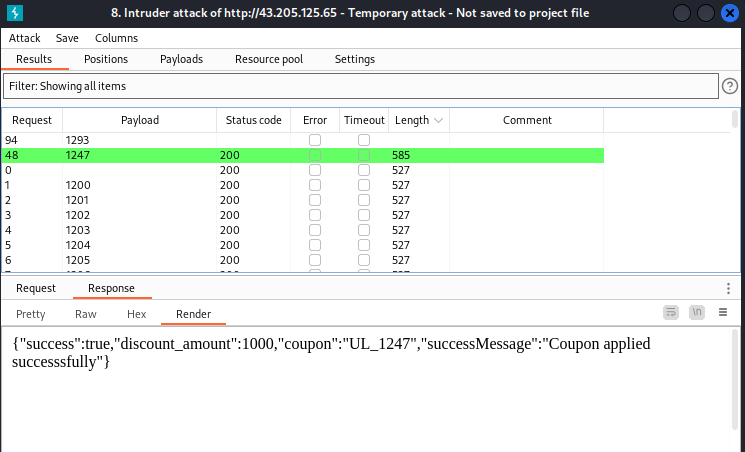 8. Intruder attack of http://43.205.125.65 - Temporary attack - Not saved to project file
Attack Save Columns
Results Positions Payloads Resource pool Settings
Filter: Showing all items
Request Payload Status code Error Timeout Length Comment
94 1293
48 1247 200 585
0 200 527
1 1200 200 527
2 1201 200 527
3 1202 200 527
4 1203 200 527
5 1204 200 527
6 1205 200 527
Request Response
Pretty Raw Hex Render
\n
{"success":true,"discount_amount":1000,"coupon":"UL_1247","successMessage":"Coupon applied
successsfully"}